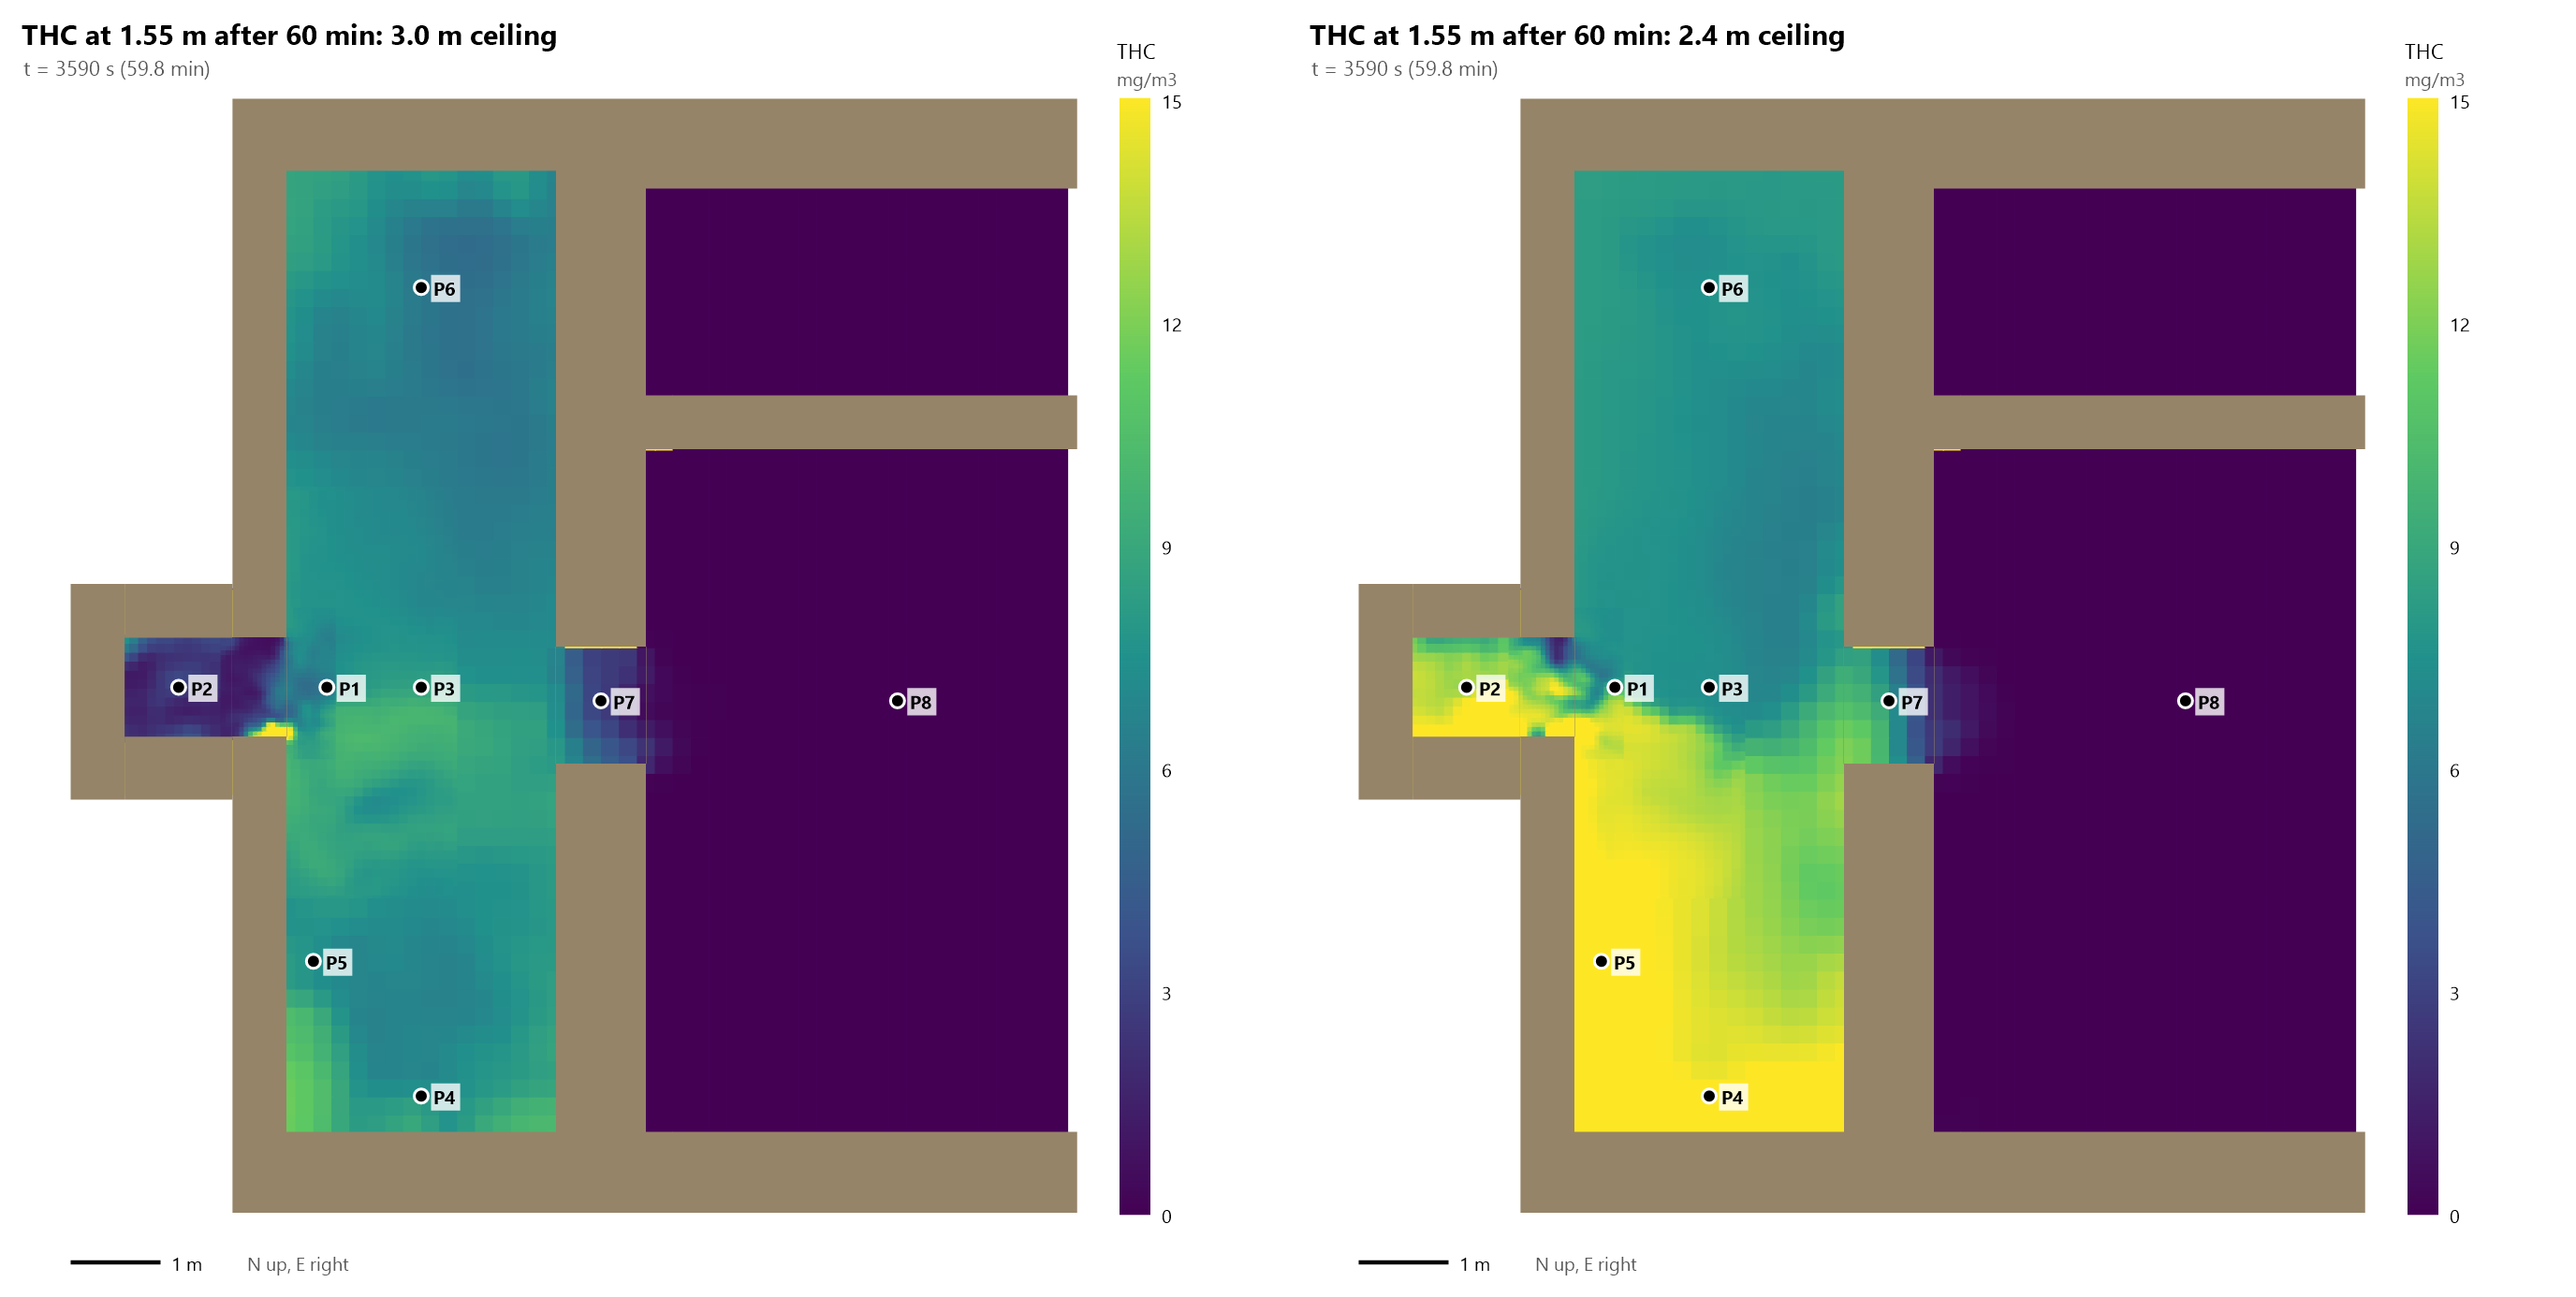 THC at 1.55 m after 60 min: 3.0 m ceiling
t = 3590 s (59.8 min)
THC
mg/m3
15
12
9
6
3
0
P6
P2
P1
P3
P7
P8
P5
P4
1 m
N up, E right
THC at 1.55 m after 60 min: 2.4 m ceiling
t = 3590 s (59.8 min)
THC
mg/m3
15
12
9
6
3
0
P6
P2
P1
P3
P7
P8
P5
P4
1 m
N up, E right